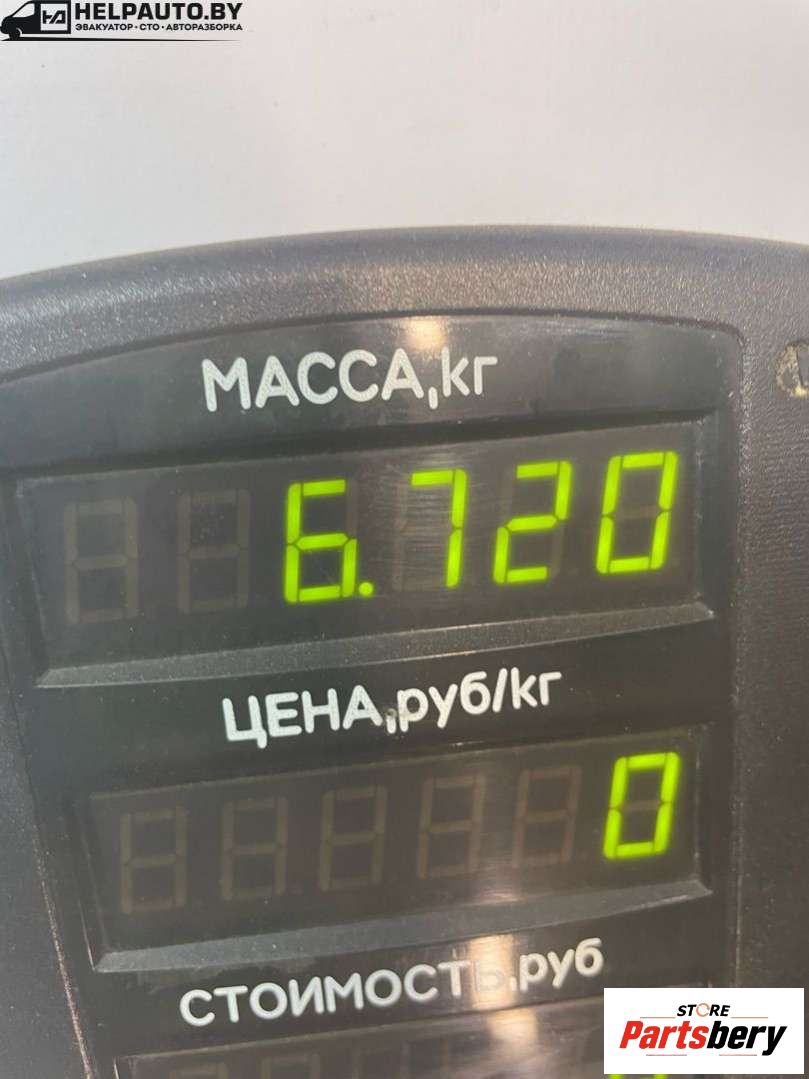 HELPAUTO.BY
ЭВАКУАТОР • СТО • АВТОРАЗБОРКА
МАССА,кг
6.720
ЦЕНА,руб/кг
0
СТОИМОСТЬ,руб
STORE
Partsbery